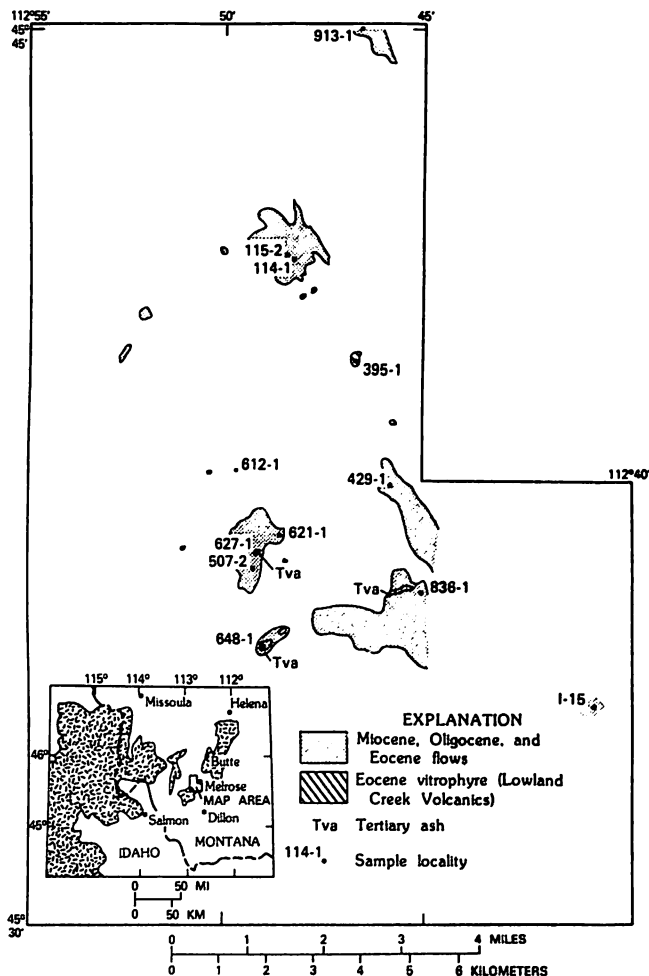 112°55' 50' 45'
45°
45'
913-1
115-2
114-1
395-1
612-1
112°40'
429-1
621-1
627-1
507-2
Tva
Tva
836-1
648-1
Tva
I-15
115° 114° 113° 112°
Missoula
Helena
46°
Butte
Melrose
MAP AREA
Dillon
Salmon
45°
MONTANA
IDAHO
0 50 MI
0 50 KM
EXPLANATION
Miocene, Oligocene, and
Eocene flows
Eocene vitrophyre (Lowland
Creek Volcanics)
Tva Tertiary ash
114-1 Sample locality
45°
30'
0 1 2 3 4 MILES
0 1 2 3 4 5 6 KILOMETERS